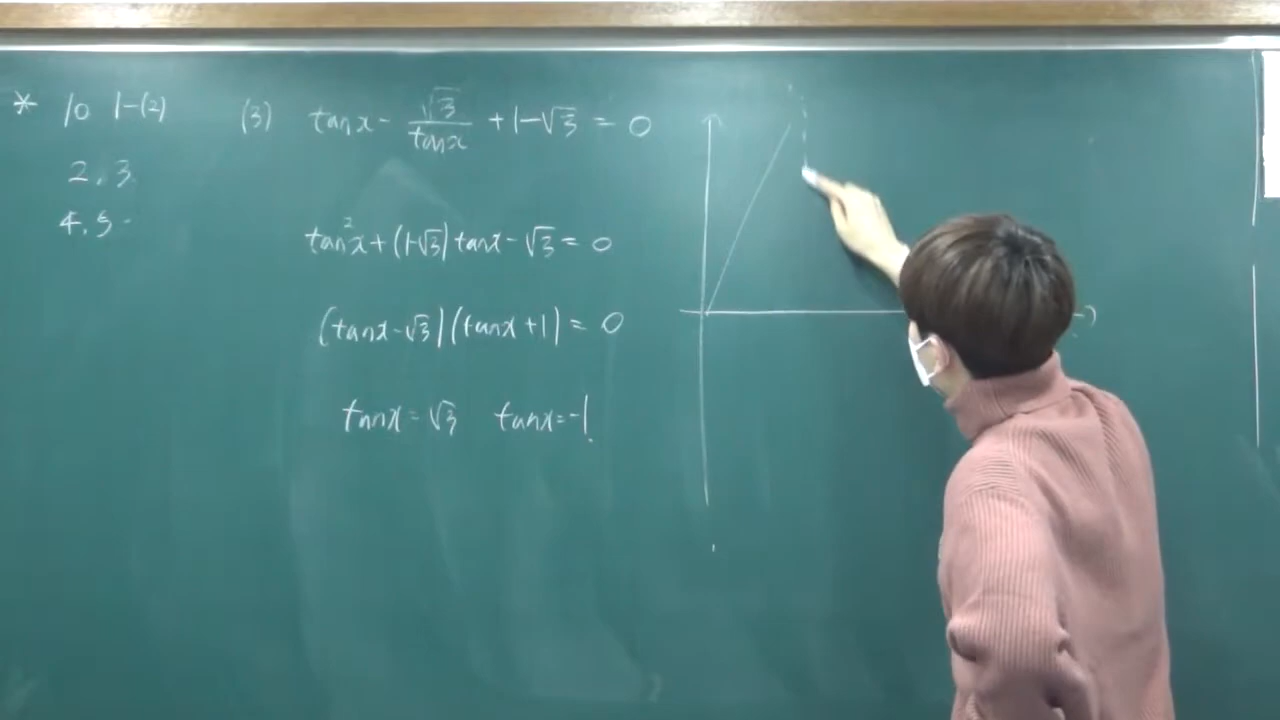 * 10 1-(2)
2, 3
4, 5
(3) tanx - √3/tanx + 1-√3 = 0
tan²x + (1-√3) tanx - √3 = 0
(tanx-√3)(tanx+1) = 0
tanx = √3 tanx = -1